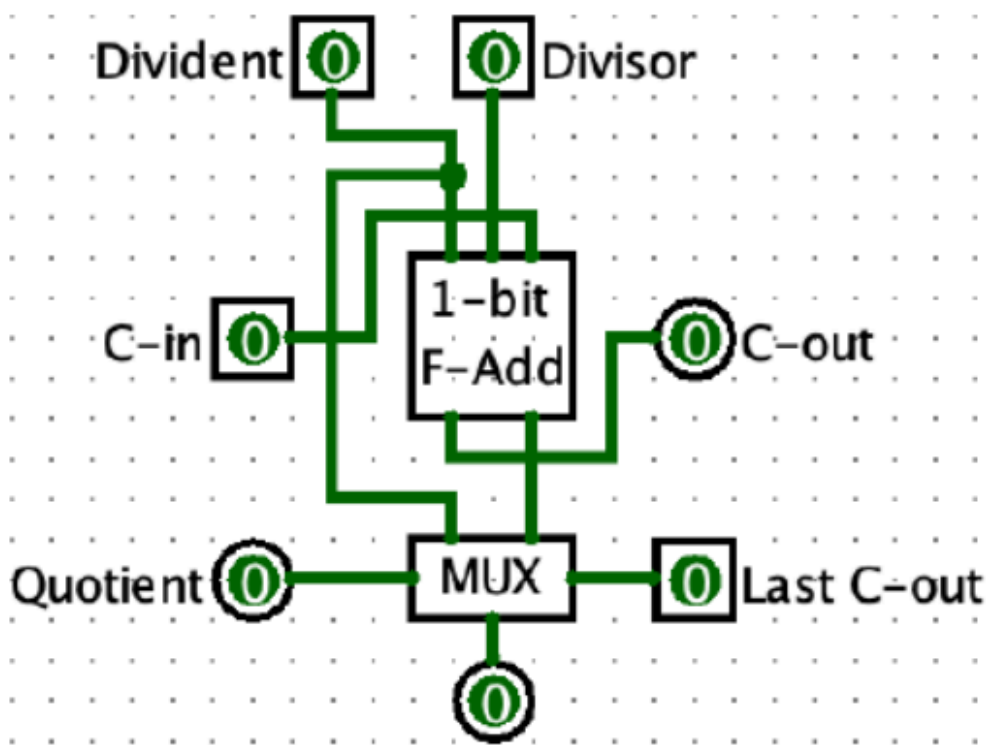 Divident 0 0 Divisor
1-bit
F-Add
C-in 0
0 C-out
Quotient 0 MUX 0 Last C-out
0